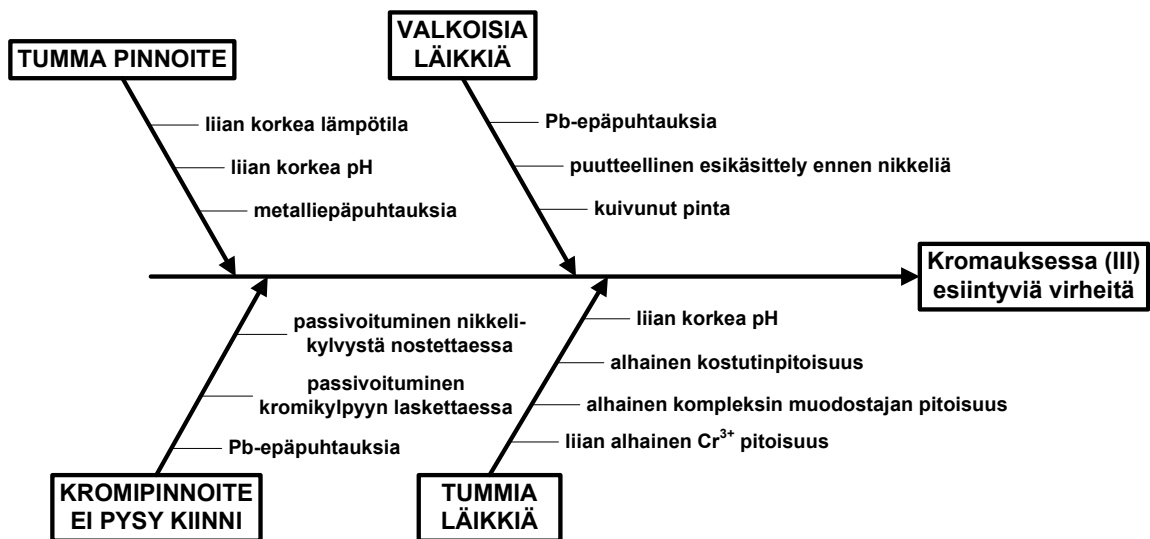 TUMMA PINNOITE
liian korkea lämpötila
liian korkea pH
metalliepäpuhtauksia
VALKOISIA
LÄIKKIÄ
Pb-epäpuhtauksia
puutteellinen esikäsittely ennen nikkeliä
kuivunut pinta
Kromauksessa (III)
esiintyviä virheitä
passivoituminen nikkeli-
kylvystä nostettaessa
passivoituminen
kromikylpyyn laskettaessa
Pb-epäpuhtauksia
KROMIPINNOITE
EI PYSY KIINNI
liian korkea pH
alhainen kostutinpitoisuus
alhainen kompleksin muodostajan pitoisuus
liian alhainen Cr³⁺ pitoisuus
TUMMIA
LÄIKKIÄ